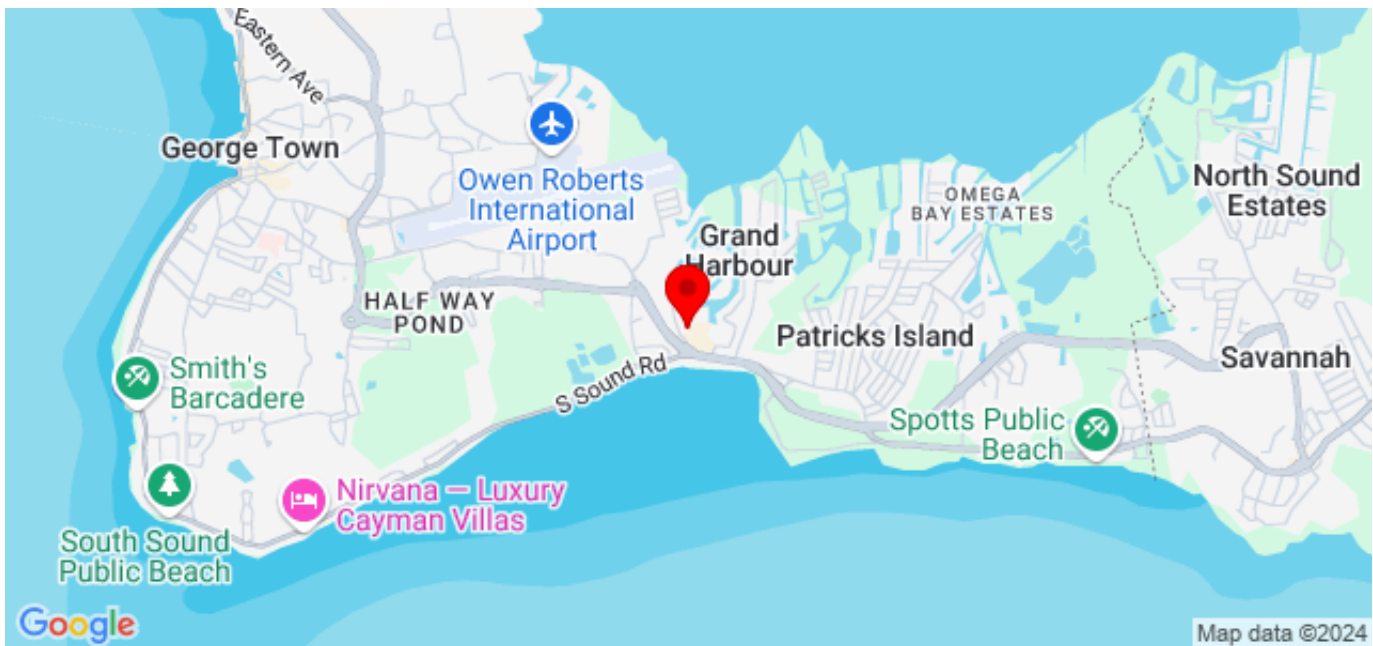 Eastern Ave
George Town
Owen Roberts
International
Airport
OMEGA
BAY ESTATES
North Sound
Estates
Grand
Harbour
HALF WAY
POND
Patricks Island
Savannah
Smith's
Barcadere
S Sound Rd
Spotts Public
Beach
Nirvana — Luxury
Cayman Villas
South Sound
Public Beach
Google
Map data ©2024